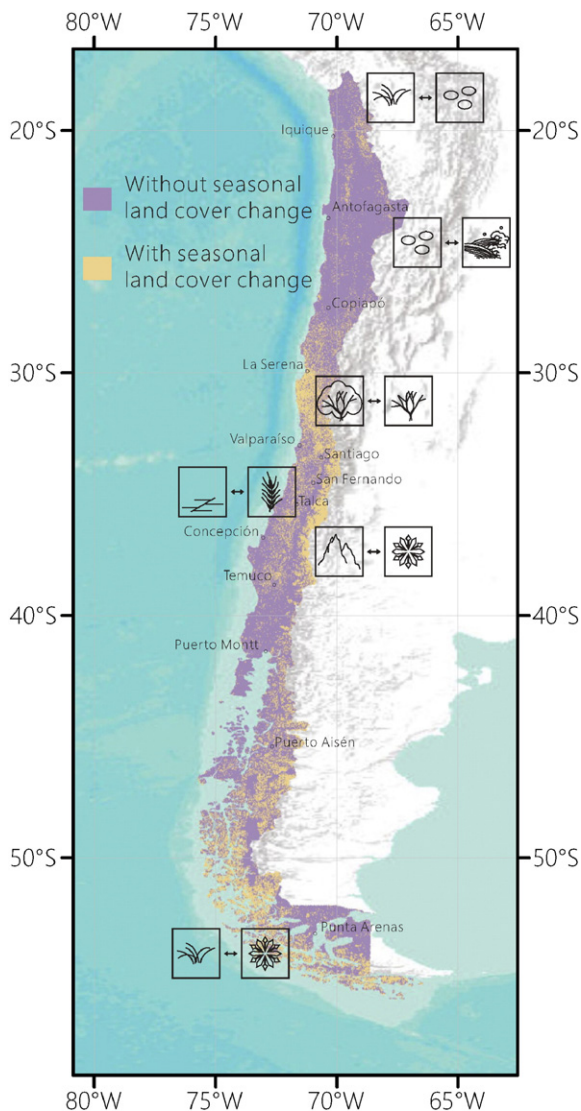 80°W 75°W 70°W 65°W
20°S 20°S
Iquique
Without seasonal
land cover change
Antofagasta
With seasonal
land cover change
Copiapó
30°S 30°S
La Serena
Valparaíso
Santiago
San Fernando
Talca
Concepción
Temuco
40°S 40°S
Puerto Montt
Puerto Aisén
50°S 50°S
Punta Arenas
80°W 75°W 70°W 65°W